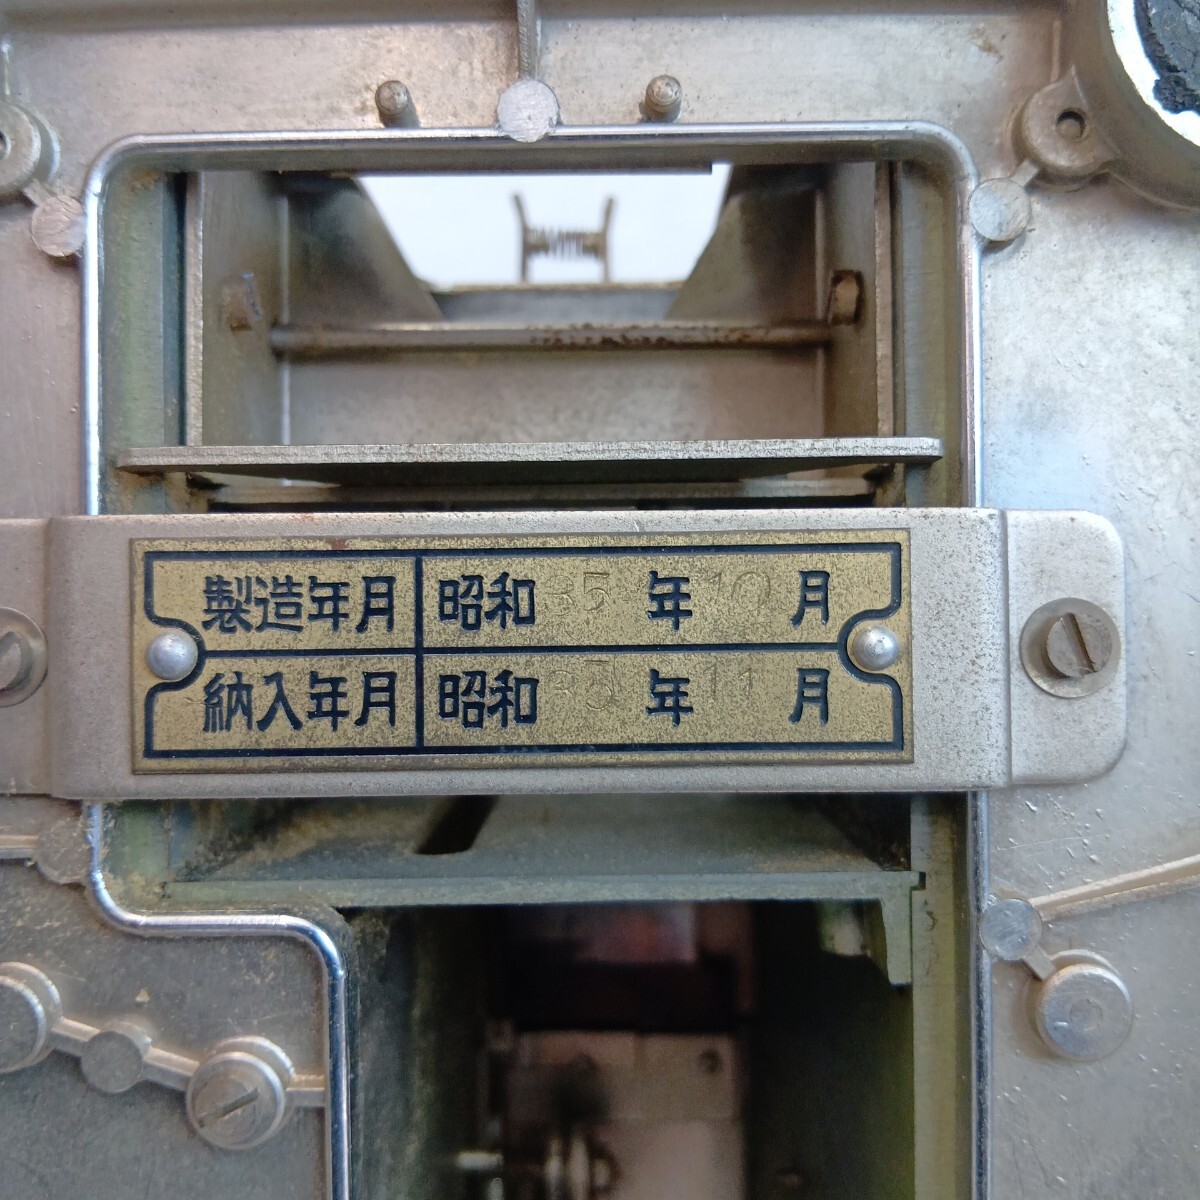 製造年月 昭和 35 年 10 月
納入年月 昭和 35 年 11 月